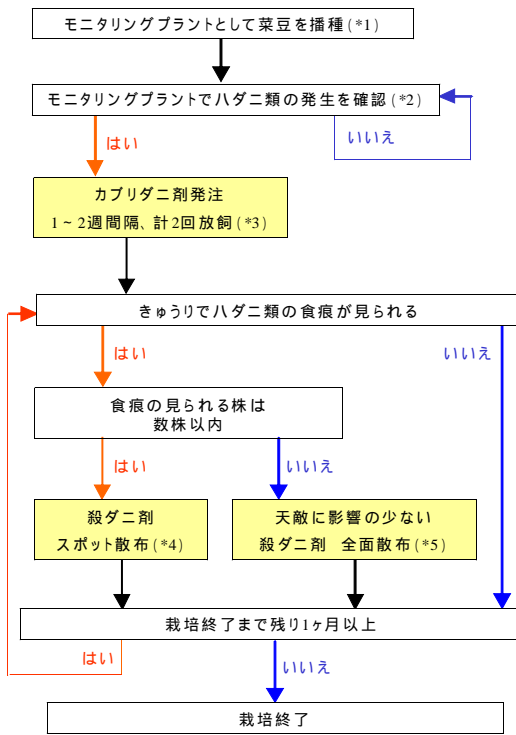 モニタリングプラントとして菜豆を播種(*1)
モニタリングプラントでハダニ類の発生を確認(*2)
はい
いいえ
カブリダニ剤発注
1~2週間隔、計2回放飼(*3)
きゅうりでハダニ類の食痕が見られる
はい
いいえ
食痕の見られる株は
数株以内
はい
いいえ
殺ダニ剤
スポット散布(*4)
天敵に影響の少ない
殺ダニ剤 全面散布(*5)
栽培終了まで残り1ヶ月以上
はい
いいえ
栽培終了